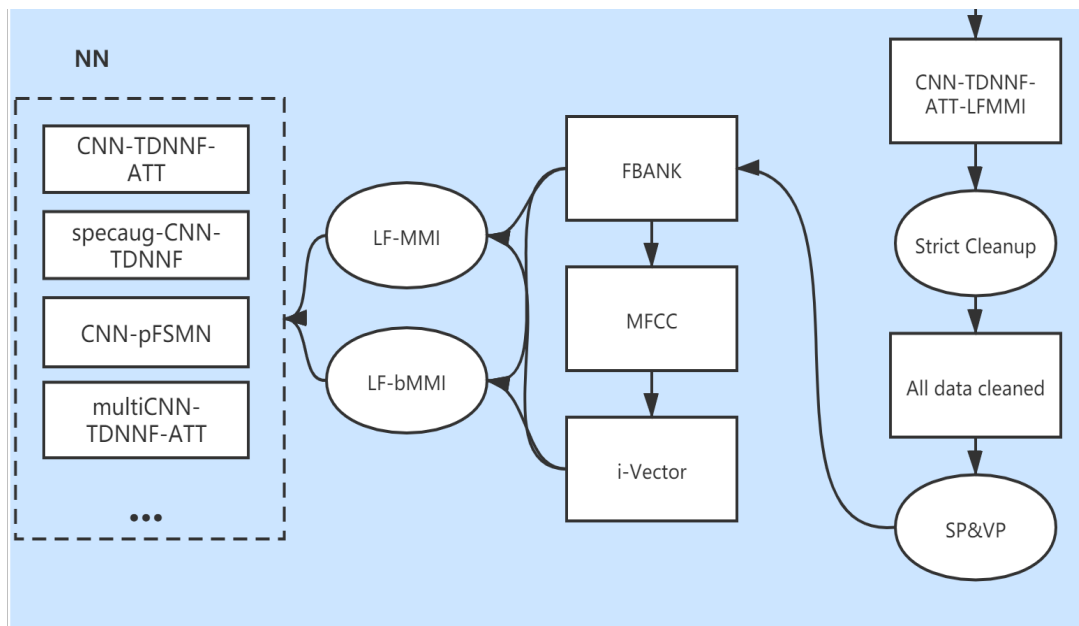 NN
CNN-TDNNF-
ATT
specaug-CNN-
TDNNF
CNN-pFSMN
multiCNN-
TDNNF-ATT
...
LF-MMI
LF-bMMI
FBANK
MFCC
i-Vector
CNN-TDNNF-
ATT-LFMMI
Strict Cleanup
All data cleaned
SP&VP